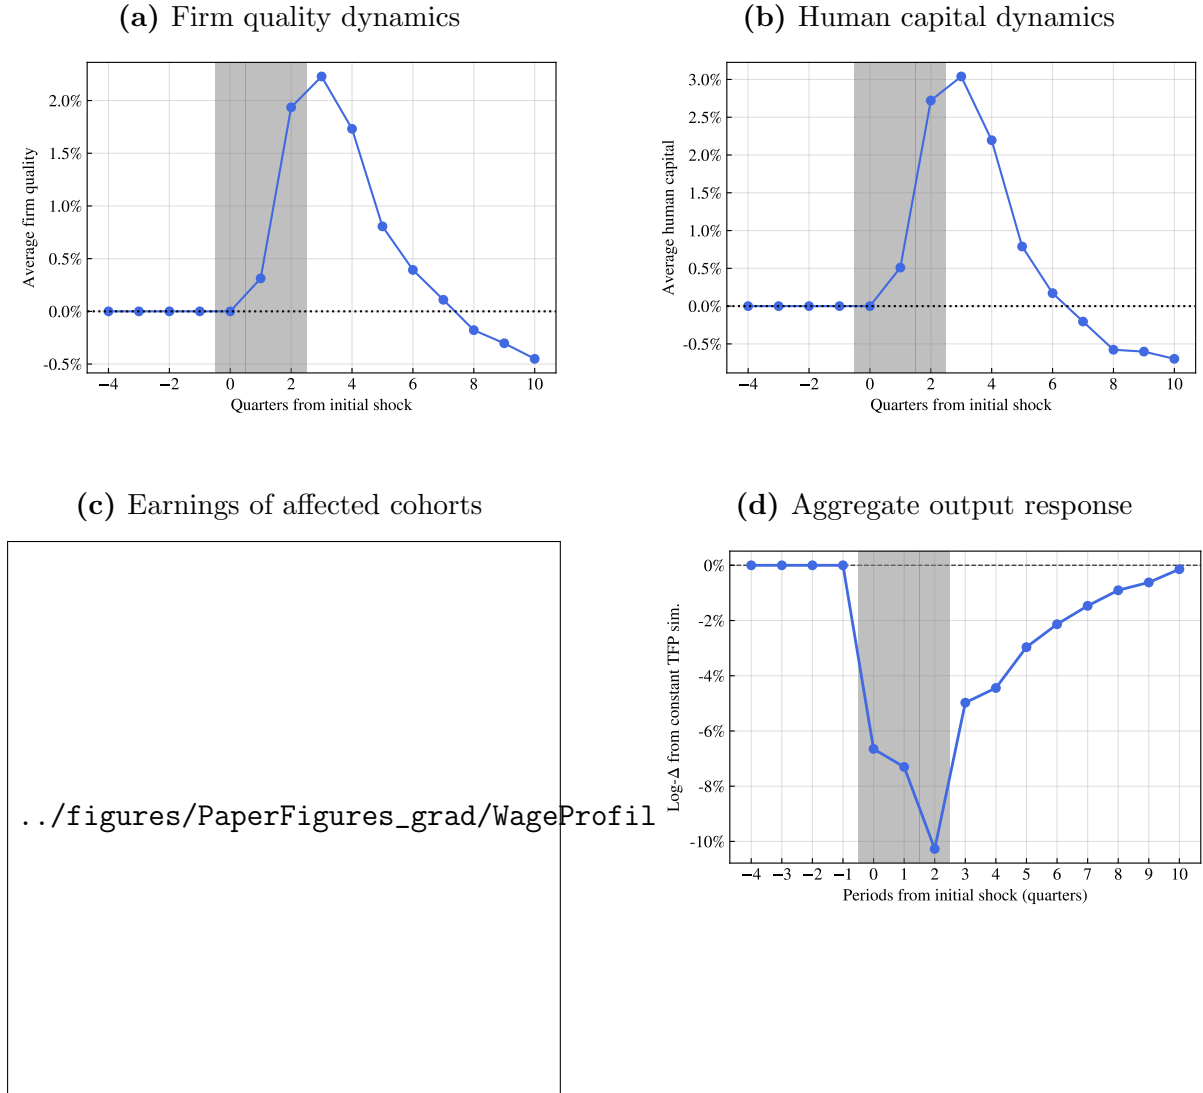 (a) Firm quality dynamics
Average firm quality
2.0%
1.5%
1.0%
0.5%
0.0%
-0.5%
−4 −2 0 2 4 6 8 10
Quarters from initial shock
(b) Human capital dynamics
Average human capital
3.0%
2.5%
2.0%
1.5%
1.0%
0.5%
0.0%
-0.5%
−4 −2 0 2 4 6 8 10
Quarters from initial shock
(c) Earnings of affected cohorts
../figures/PaperFigures_grad/WageProfil
(d) Aggregate output response
Log-Δ from constant TFP sim.
0%
-2%
-4%
-6%
-8%
-10%
−4 −3 −2 −1 0 1 2 3 4 5 6 7 8 9 10
Periods from initial shock (quarters)